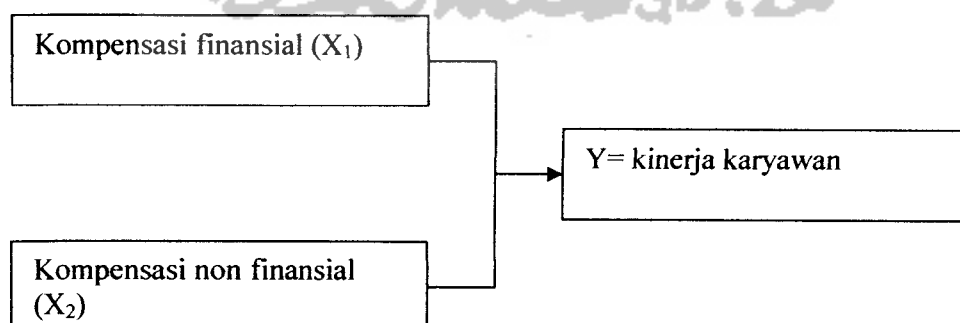 Kompensasi finansial (X₁)
Y= kinerja karyawan
Kompensasi non finansial
(X₂)